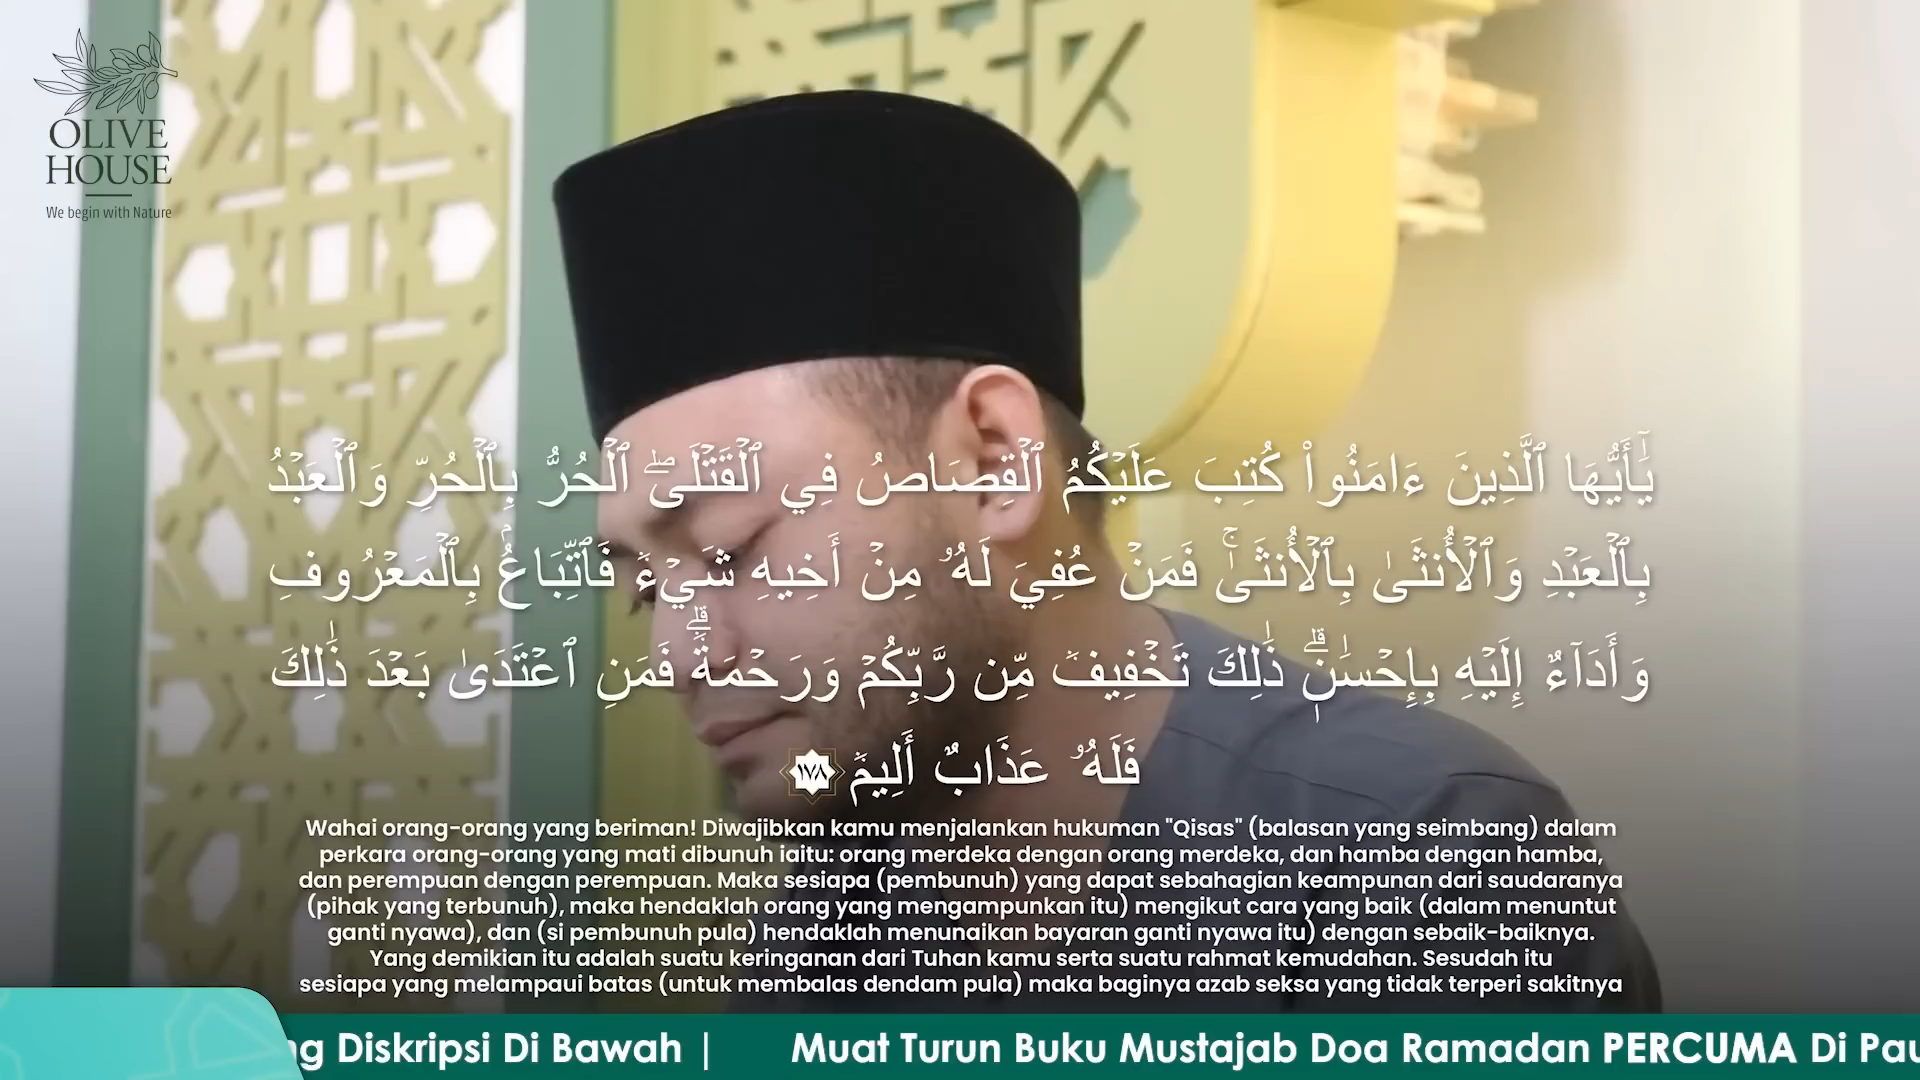 OLIVE
HOUSE
We begin with Nature
يَٰٓأَيُّهَا ٱلَّذِينَ ءَامَنُوا۟ كُتِبَ عَلَيْكُمُ ٱلْقِصَاصُ فِي ٱلْقَتْلَىۖ ٱلْحُرُّ بِٱلْحُرِّ وَٱلْعَبْدُ
بِٱلْعَبْدِ وَٱلْأُنثَىٰ بِٱلْأُنثَىٰۚ فَمَنْ عُفِيَ لَهُۥ مِنْ أَخِيهِ شَيْءٌ فَٱتِّبَاعٌۢ بِٱلْمَعْرُوفِ
وَأَدَآءٌ إِلَيْهِ بِإِحْسَٰنٍۗ ذَٰلِكَ تَخْفِيفٌ مِّن رَّبِّكُمْ وَرَحْمَةٌۗ فَمَنِ ٱعْتَدَىٰ بَعْدَ ذَٰلِكَ
فَلَهُۥ عَذَابٌ أَلِيمٌ ١٧٨
Wahai orang-orang yang beriman! Diwajibkan kamu menjalankan hukuman "Qisas" (balasan yang seimbang) dalam
perkara orang-orang yang mati dibunuh iaitu: orang merdeka dengan orang merdeka, dan hamba dengan hamba,
dan perempuan dengan perempuan. Maka sesiapa (pembunuh) yang dapat sebahagian keampunan dari saudaranya
(pihak yang terbunuh), maka hendaklah orang yang mengampunkan itu) mengikut cara yang baik (dalam menuntut
ganti nyawa), dan (si pembunuh pula) hendaklah menunaikan bayaran ganti nyawa itu) dengan sebaik-baiknya.
Yang demikian itu adalah suatu keringanan dari Tuhan kamu serta suatu rahmat kemudahan. Sesudah itu
sesiapa yang melampaui batas (untuk membalas dendam pula) maka baginya azab seksa yang tidak terperi sakitnya
ng Diskripsi Di Bawah | Muat Turun Buku Mustajab Doa Ramadan PERCUMA Di Pau